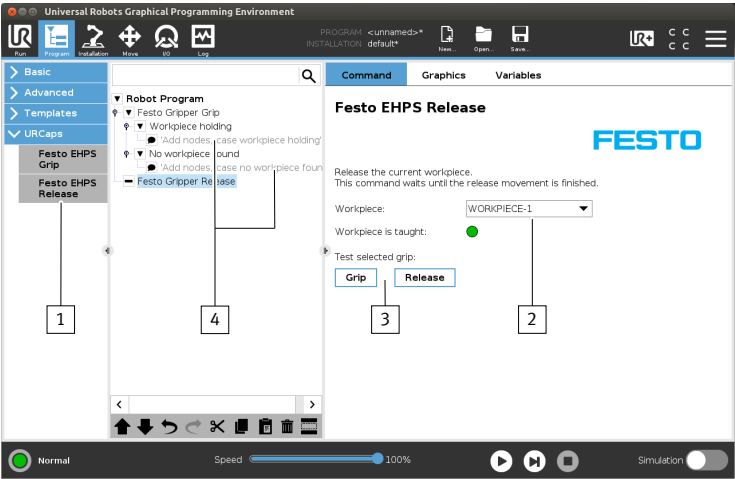 Universal Robots Graphical Programming Environment
PROGRAM <unnamed>*
INSTALLATION default*
Run
Program
Installation
Move
I/O
Log
New...
Open...
Save...
UR+
C C
C C
Basic
Advanced
Templates
URCaps
Festo EHPS
Grip
Festo EHPS
Release
Robot Program
Festo Gripper Grip
Workpiece holding
'Add nodes, case workpiece holding'
No workpiece found
'Add nodes, case no workpiece foun
Festo Gripper Release
Command
Graphics
Variables
Festo EHPS Release
FESTO
Release the current workpiece.
This command waits until the release movement is finished.
Workpiece:
WORKPIECE-1
Workpiece is taught:
Test selected grip:
Grip
Release
1
4
3
2
Normal
Speed
100%
Simulation